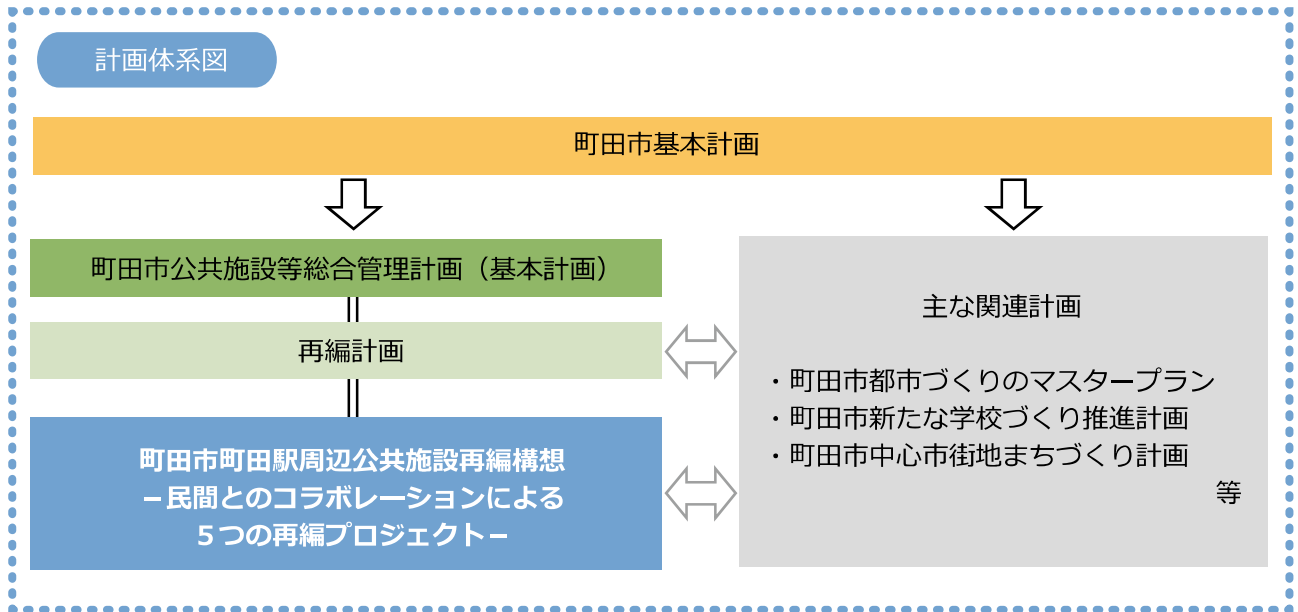 計画体系図
町田市基本計画
町田市公共施設等総合管理計画（基本計画）
再編計画
町田市町田駅周辺公共施設再編構想
－民間とのコラボレーションによる
５つの再編プロジェクト－
主な関連計画
・町田市都市づくりのマスタープラン
・町田市新たな学校づくり推進計画
・町田市中心市街地まちづくり計画
等